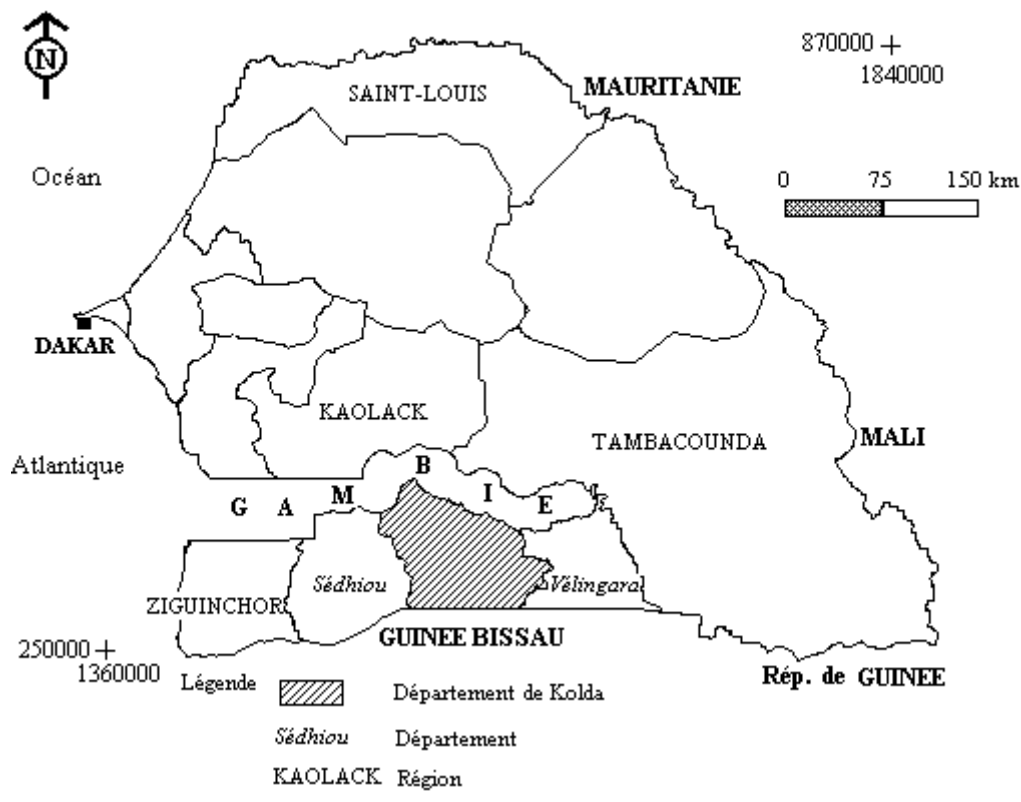 N
870000
1840000
SAINT-LOUIS
MAURITANIE
Océan
0 75 150 km
DAKAR
KAOLACK
TAMBACOUNDA
MALI
Atlantique
G A M B I E
Sédhiou
Vélingara
ZIGUINCHOR
GUINEE BISSAU
250000
1360000
Rép. de GUINEE
Légende
Département de Kolda
Sédhiou Département
KAOLACK Région